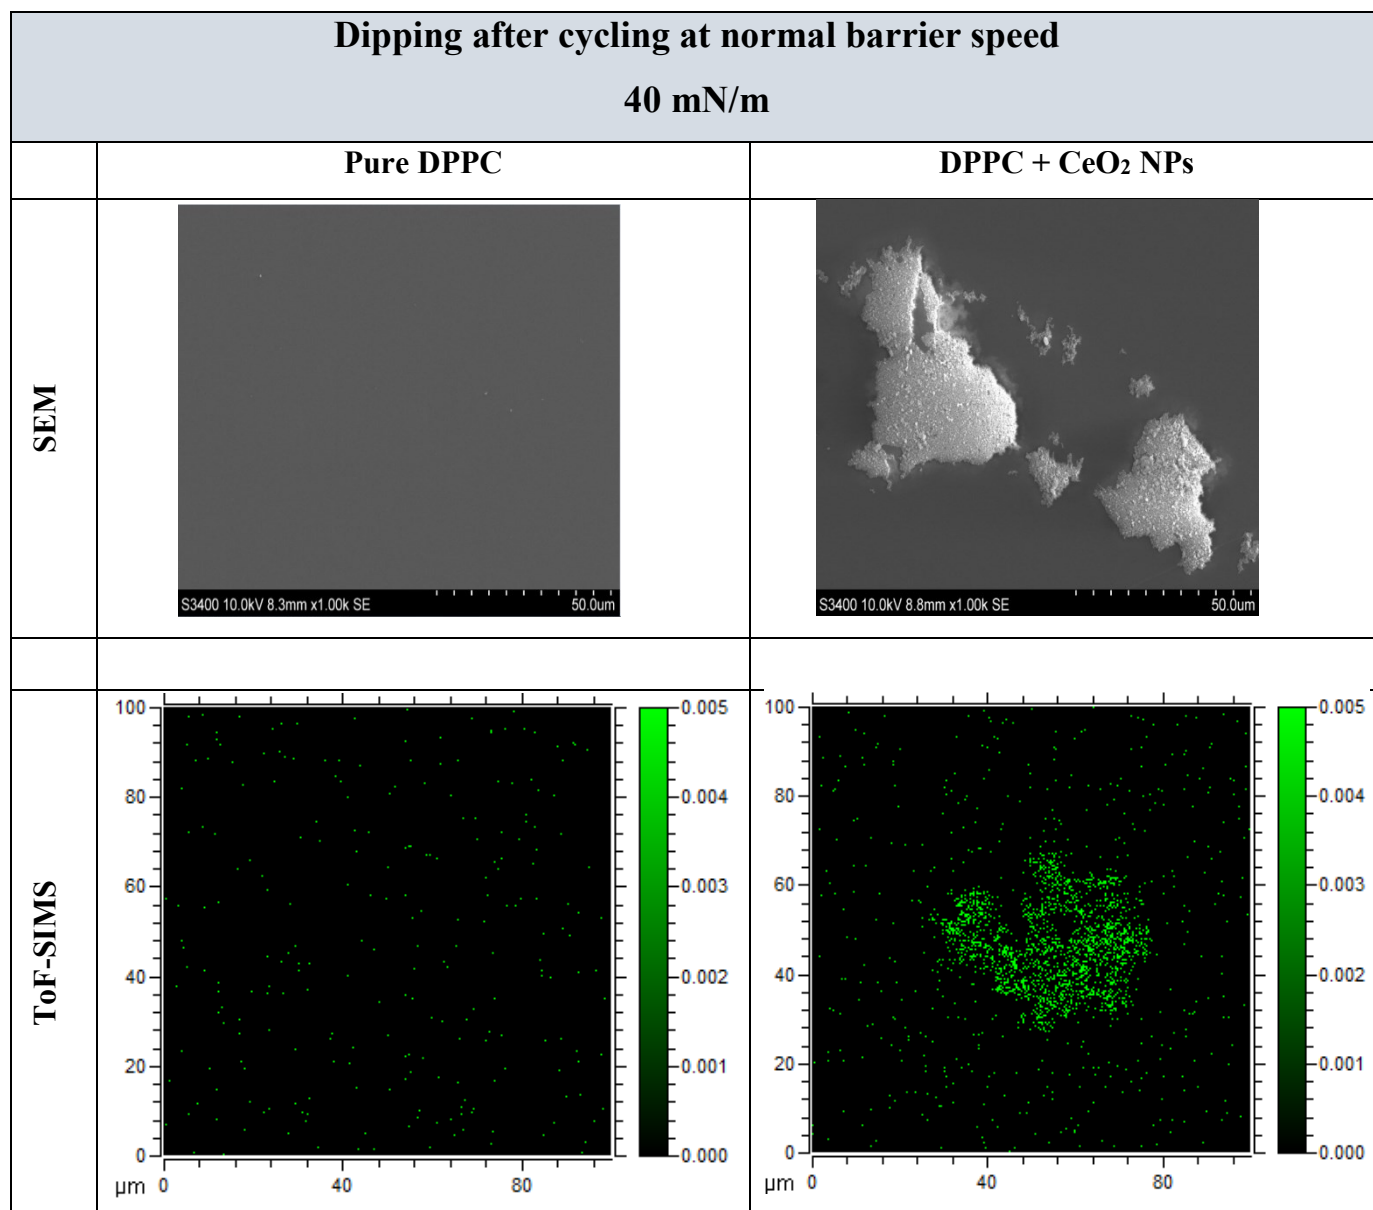 Dipping after cycling at normal barrier speed
40 mN/m
Pure DPPC
DPPC + CeO₂ NPs
SEM
S3400 10.0kV 8.3mm x1.00k SE 50.0um
S3400 10.0kV 8.8mm x1.00k SE 50.0um
ToF-SIMS
100
80
60
40
20
0
µm 0 40 80
0.005
0.004
0.003
0.002
0.001
0.000
100
80
60
40
20
0
µm 0 40 80
0.005
0.004
0.003
0.002
0.001
0.000